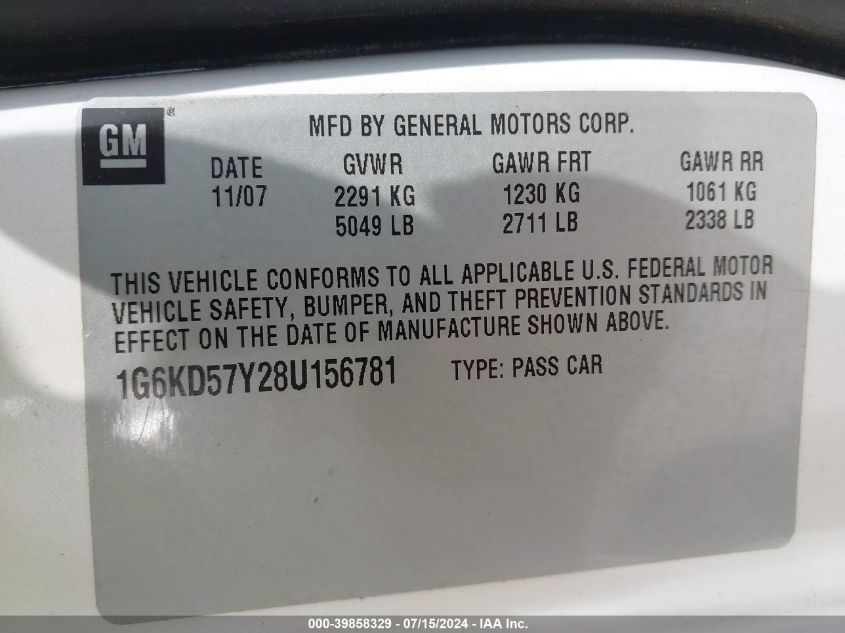 GM ®
MFD BY GENERAL MOTORS CORP.
DATE GVWR GAWR FRT GAWR RR
11/07 2291 KG 1230 KG 1061 KG
5049 LB 2711 LB 2338 LB
THIS VEHICLE CONFORMS TO ALL APPLICABLE U.S. FEDERAL MOTOR
VEHICLE SAFETY, BUMPER, AND THEFT PREVENTION STANDARDS IN
EFFECT ON THE DATE OF MANUFACTURE SHOWN ABOVE.
1G6KD57Y28U156781 TYPE: PASS CAR
000-39858329 - 07/15/2024 - IAA Inc.